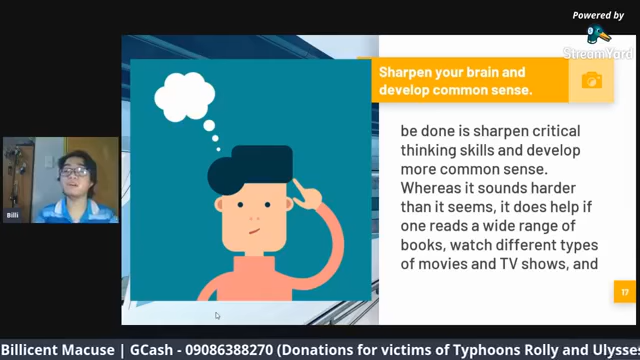 Powered by
StreamYard
Sharpen your brain and
develop common sense.
be done is sharpen critical
thinking skills and develop
more common sense.
Whereas it sounds harder
than it seems, it does help if
one reads a wide range of
books, watch different types
of movies and TV shows, and
17
Billi
Billicent Macuse | GCash - 09086388270 (Donations for victims of Typhoons Rolly and Ulysse